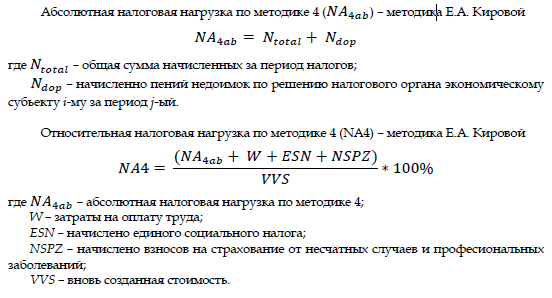 Абсолютная налоговая нагрузка по методике 4 (NA4ab) – методика Е.А. Кировой
NA4ab = Ntotal + Ndop
где Ntotal – общая сумма начисленных за период налогов;
Ndop – начисленно пений недоимок по решению налогового органа экономическому
субъекту i-му за период j-ый.
Относительная налоговая нагрузка по методике 4 (NA4) – методика Е.А. Кировой
NA4 = (NA4ab + W + ESN + NSPZ) / VVS * 100%
где NA4ab – абсолютная налоговая нагрузка по методике 4;
W – затраты на оплату труда;
ESN – начислено единого социального налога;
NSPZ – начислено взносов на страхование от несчатных случаев и професиональных
заболеваний;
VVS – вновь созданная стоимость.